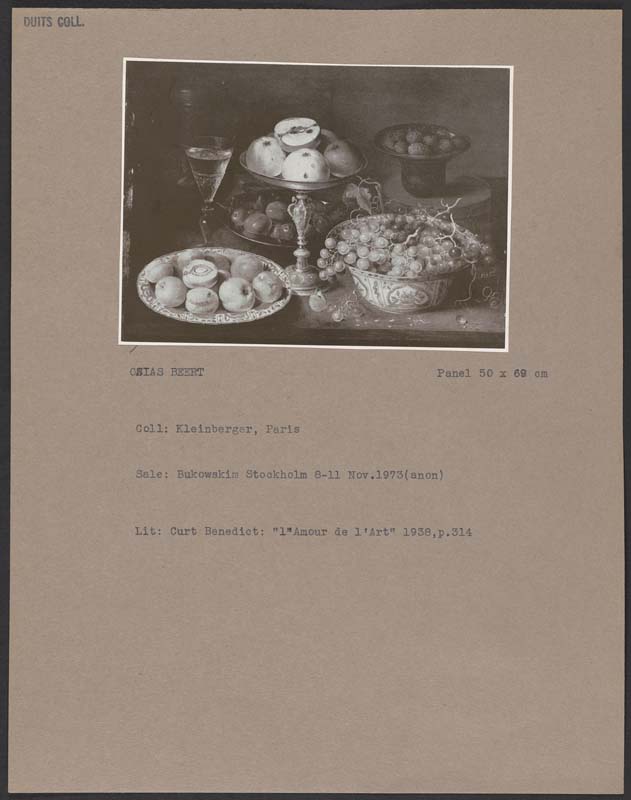 DUITS COLL.
OSIAS BEERT Panel 50 x 69 cm
Coll: Kleinberger, Paris
Sale: Bukowskim Stockholm 8-11 Nov.1973(anon)
Lit: Curt Benedict: "l"Amour de l'Art" 1938,p.314